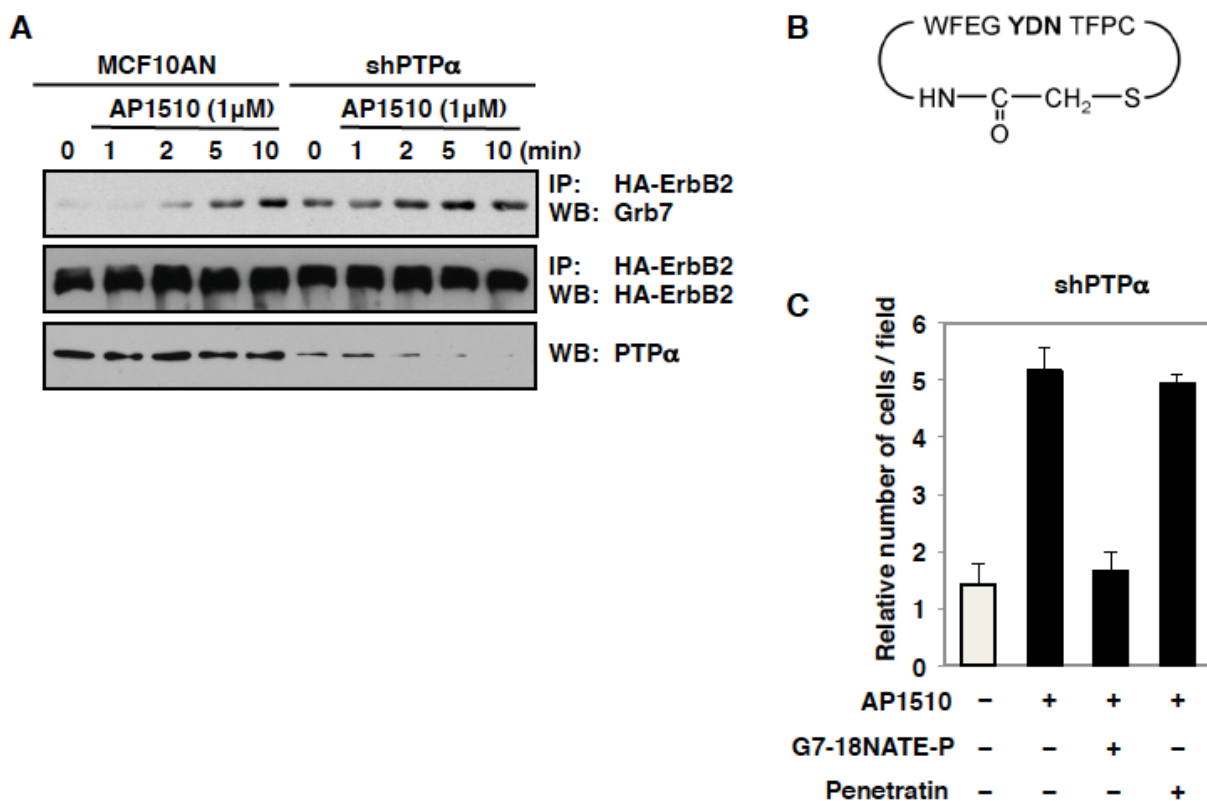 A
MCF10AN shPTPα
AP1510 (1μM) AP1510 (1μM)
0 1 2 5 10 0 1 2 5 10 (min)
IP: HA-ErbB2
WB: Grb7
IP: HA-ErbB2
WB: HA-ErbB2
WB: PTPα
B
WFEG YDN TFPC
HN C CH2 S
O
C
shPTPα
Relative number of cells / field
6
5
4
3
2
1
0
AP1510 – + + +
G7-18NATE-P – – + –
Penetratin – – – +